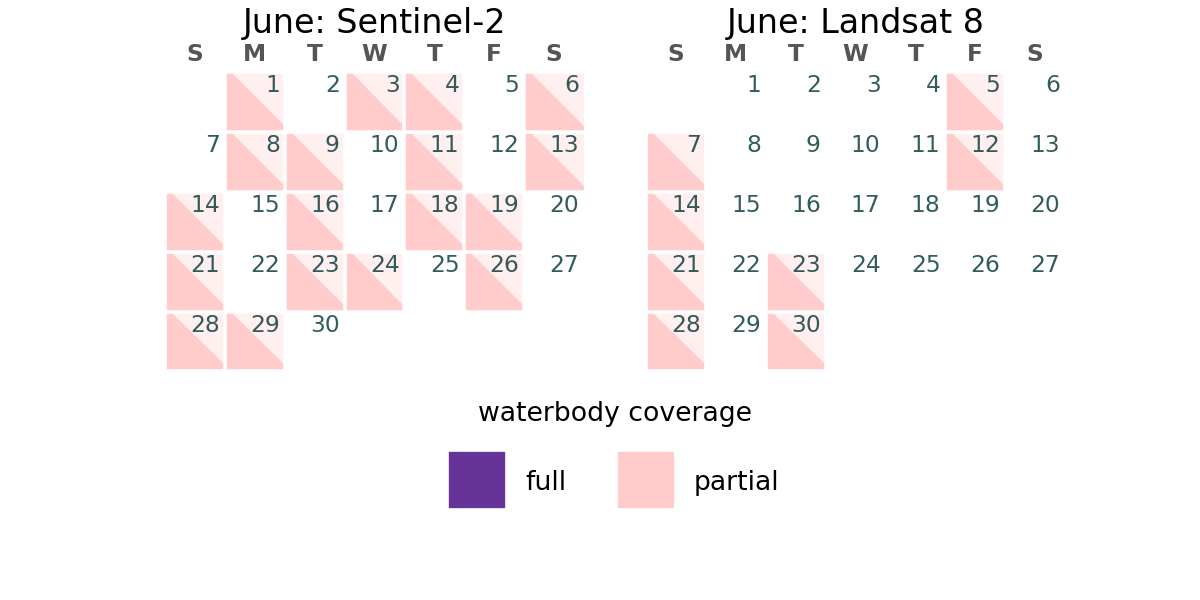 June: Sentinel-2 June: Landsat 8
S M T W T F S S M T W T F S
1 2 3 4 5 6 1 2 3 4 5 6
7 8 9 10 11 12 13 7 8 9 10 11 12 13
14 15 16 17 18 19 20 14 15 16 17 18 19 20
21 22 23 24 25 26 27 21 22 23 24 25 26 27
28 29 30 28 29 30
waterbody coverage
full partial